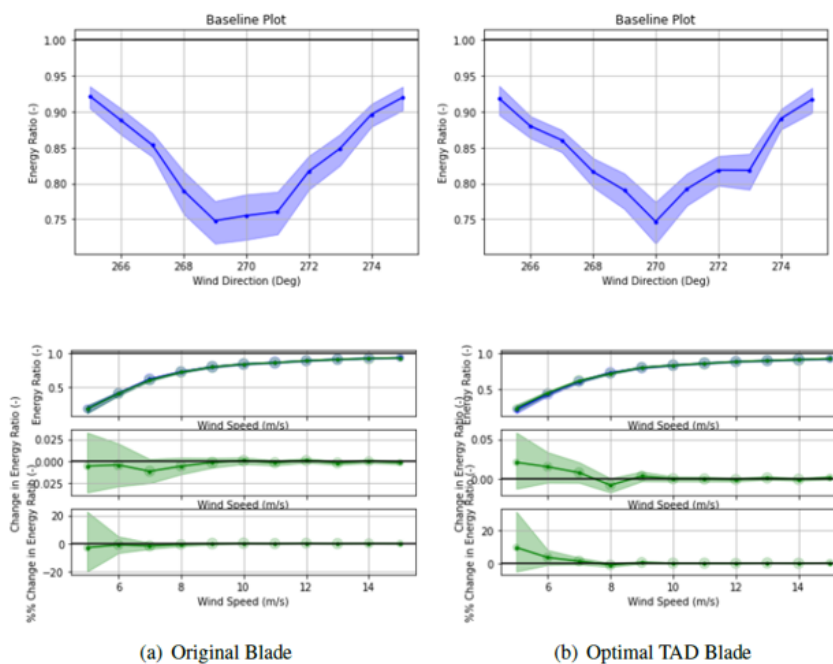 Baseline Plot
1.00
0.95
0.90
0.85
0.80
0.75
Energy Ratio (-)
266
268
270
272
274
Wind Direction (Deg)
Baseline Plot
1.00
0.95
0.90
0.85
0.80
0.75
Energy Ratio (-)
266
268
270
272
274
Wind Direction (Deg)
1.0
0.5
Energy Ratio (-)
Wind Speed (m/s)
0.025
0.000
-0.025
Change in Energy Ratio (-)
Wind Speed (m/s)
20
0
−20
%% Change in Energy Ratio (-)
6
8
10
12
14
Wind Speed (m/s)
1.0
0.5
Energy Ratio (-)
Wind Speed (m/s)
0.05
0.00
Change in Energy Ratio (-)
Wind Speed (m/s)
20
0
%% Change in Energy Ratio (-)
6
8
10
12
14
Wind Speed (m/s)
(a) Original Blade
(b) Optimal TAD Blade